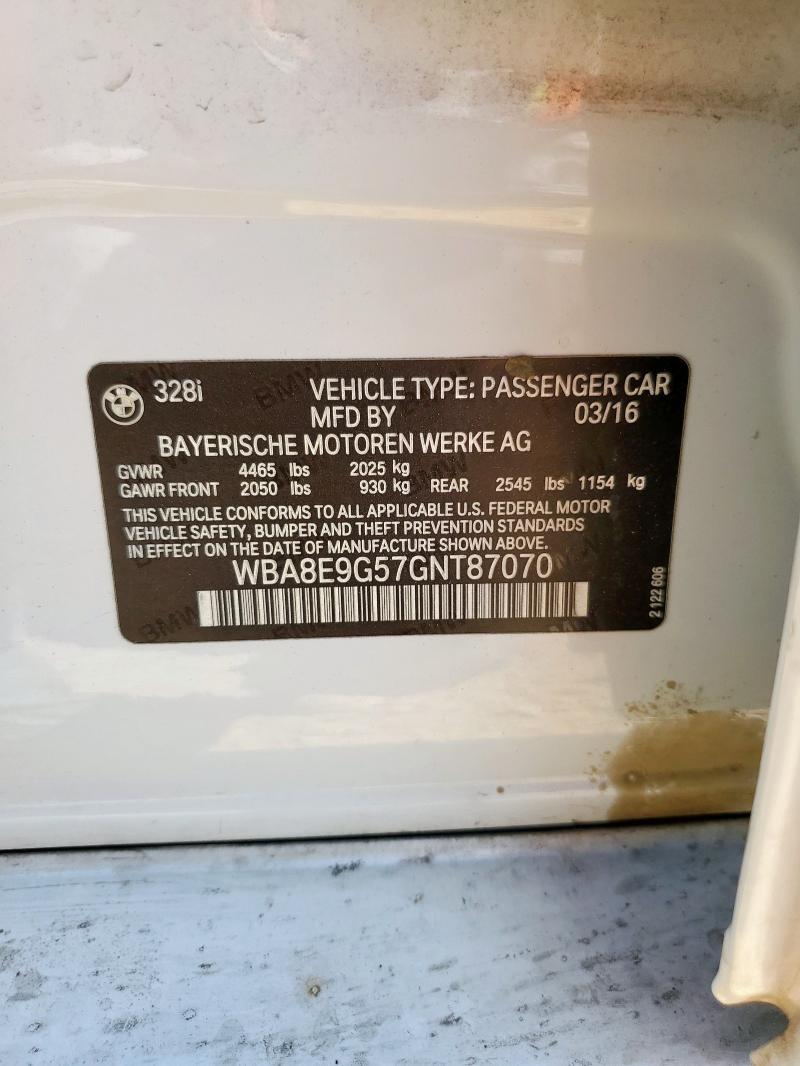 328i VEHICLE TYPE: PASSENGER CAR
MFD BY 03/16
BAYERISCHE MOTOREN WERKE AG
GVWR 4465 lbs 2025 kg
GAWR FRONT 2050 lbs 930 kg REAR 2545 lbs 1154 kg
THIS VEHICLE CONFORMS TO ALL APPLICABLE U.S. FEDERAL MOTOR
VEHICLE SAFETY, BUMPER AND THEFT PREVENTION STANDARDS
IN EFFECT ON THE DATE OF MANUFACTURE.
WBA8E9G57GNT87070
2 122 606